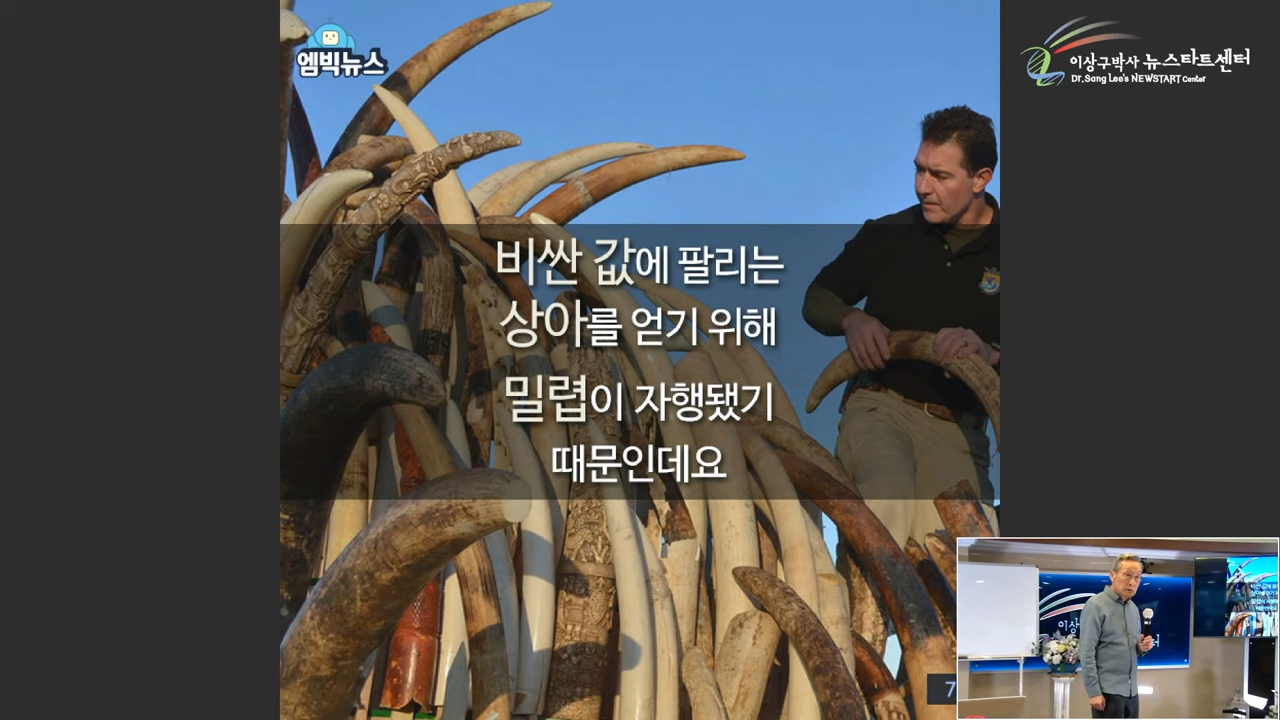 엠빅뉴스
이상구박사 뉴스타트센터
Dr. Sang Lee's NEWSTART Center
비싼 값에 팔리는
상아를 얻기 위해
밀렵이 자행됐기
때문인데요
7